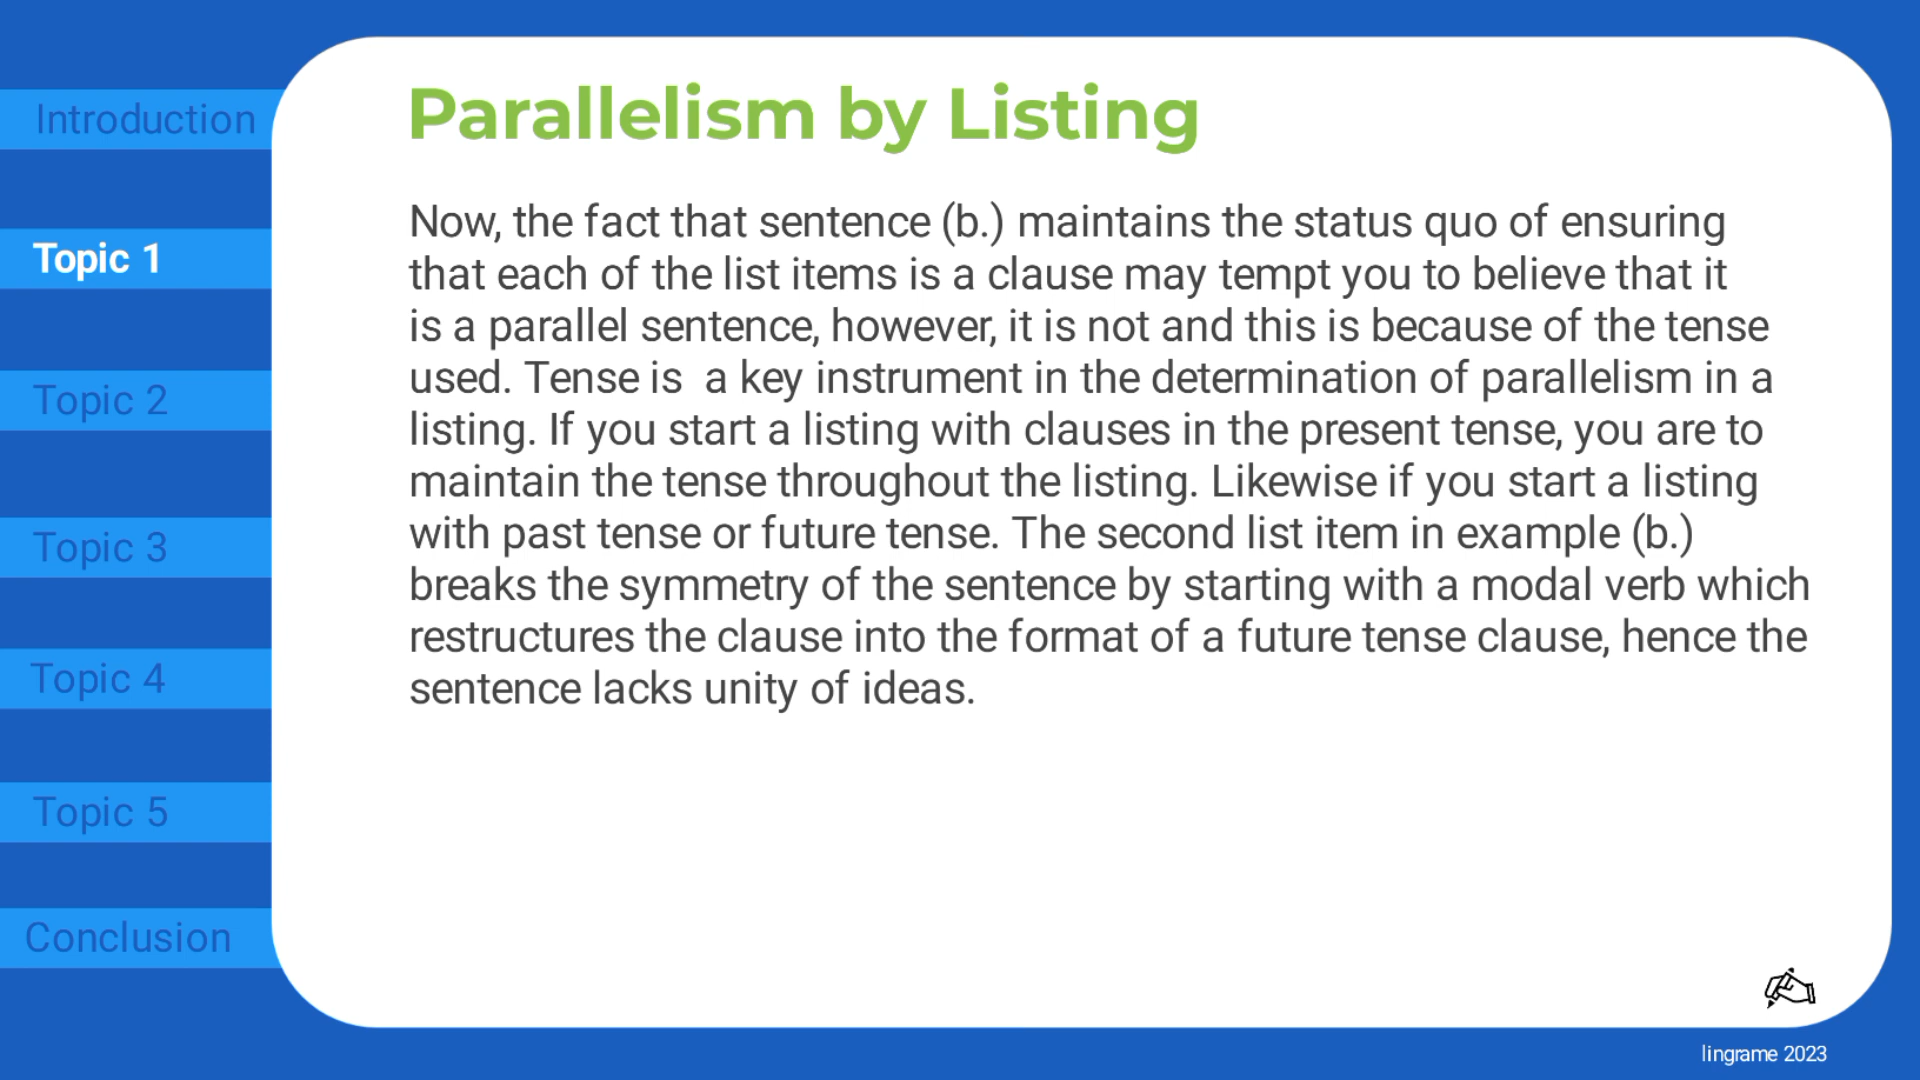 Introduction
Topic 1
Topic 2
Topic 3
Topic 4
Topic 5
Conclusion
Parallelism by Listing
Now, the fact that sentence (b.) maintains the status quo of ensuring
that each of the list items is a clause may tempt you to believe that it
is a parallel sentence, however, it is not and this is because of the tense
used. Tense is  a key instrument in the determination of parallelism in a
listing. If you start a listing with clauses in the present tense, you are to
maintain the tense throughout the listing. Likewise if you start a listing
with past tense or future tense. The second list item in example (b.)
breaks the symmetry of the sentence by starting with a modal verb which
restructures the clause into the format of a future tense clause, hence the
sentence lacks unity of ideas.
lingrame 2023